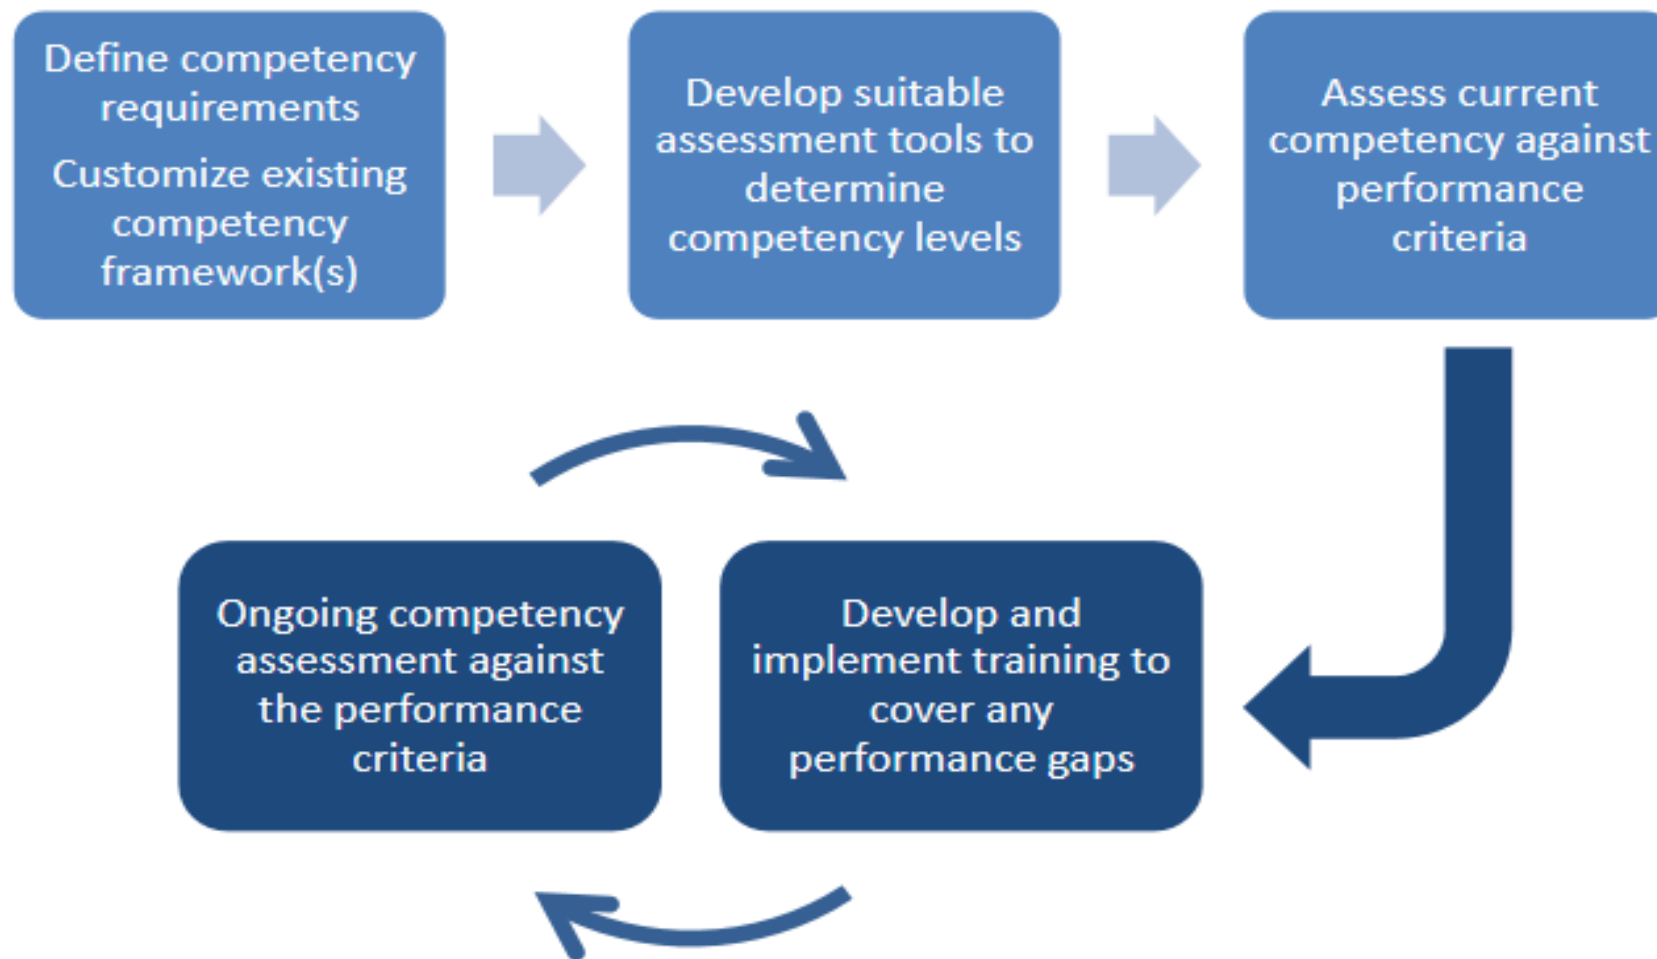 Define competency
requirements
Customize existing
competency
framework(s)
Develop suitable
assessment tools to
determine
competency levels
Assess current
competency against
performance
criteria
Ongoing competency
assessment against
the performance
criteria
Develop and
implement training to
cover any
performance gaps